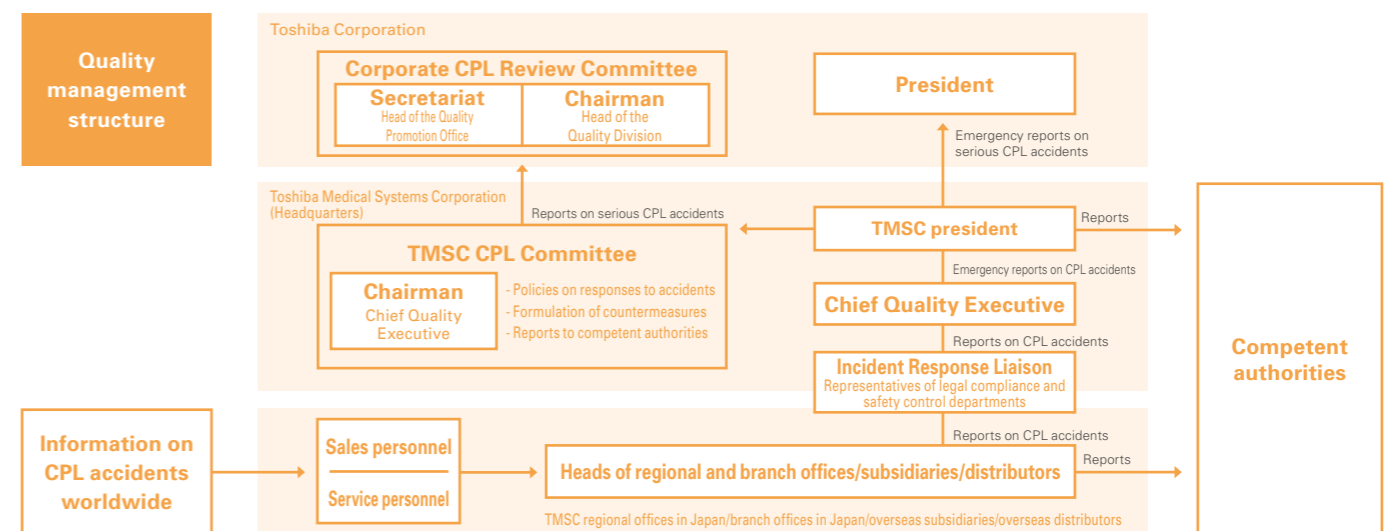 Quality
management
structure
Toshiba Corporation
Corporate CPL Review Committee
Secretariat
Head of the Quality
Promotion Office
Chairman
Head of the
Quality Division
President
Emergency reports on
serious CPL accidents
Toshiba Medical Systems Corporation
(Headquarters)
Reports on serious CPL accidents
TMSC president
Reports
TMSC CPL Committee
Chairman
Chief Quality
Executive
- Policies on responses to accidents
- Formulation of countermeasures
- Reports to competent authorities
Emergency reports on CPL accidents
Chief Quality Executive
Reports on CPL accidents
Incident Response Liaison
Representatives of legal compliance and
safety control departments
Competent
authorities
Information on
CPL accidents
worldwide
Sales personnel
Service personnel
Reports on CPL accidents
Heads of regional and branch offices/subsidiaries/distributors
Reports
TMSC regional offices in Japan/branch offices in Japan/overseas subsidiaries/overseas distributors